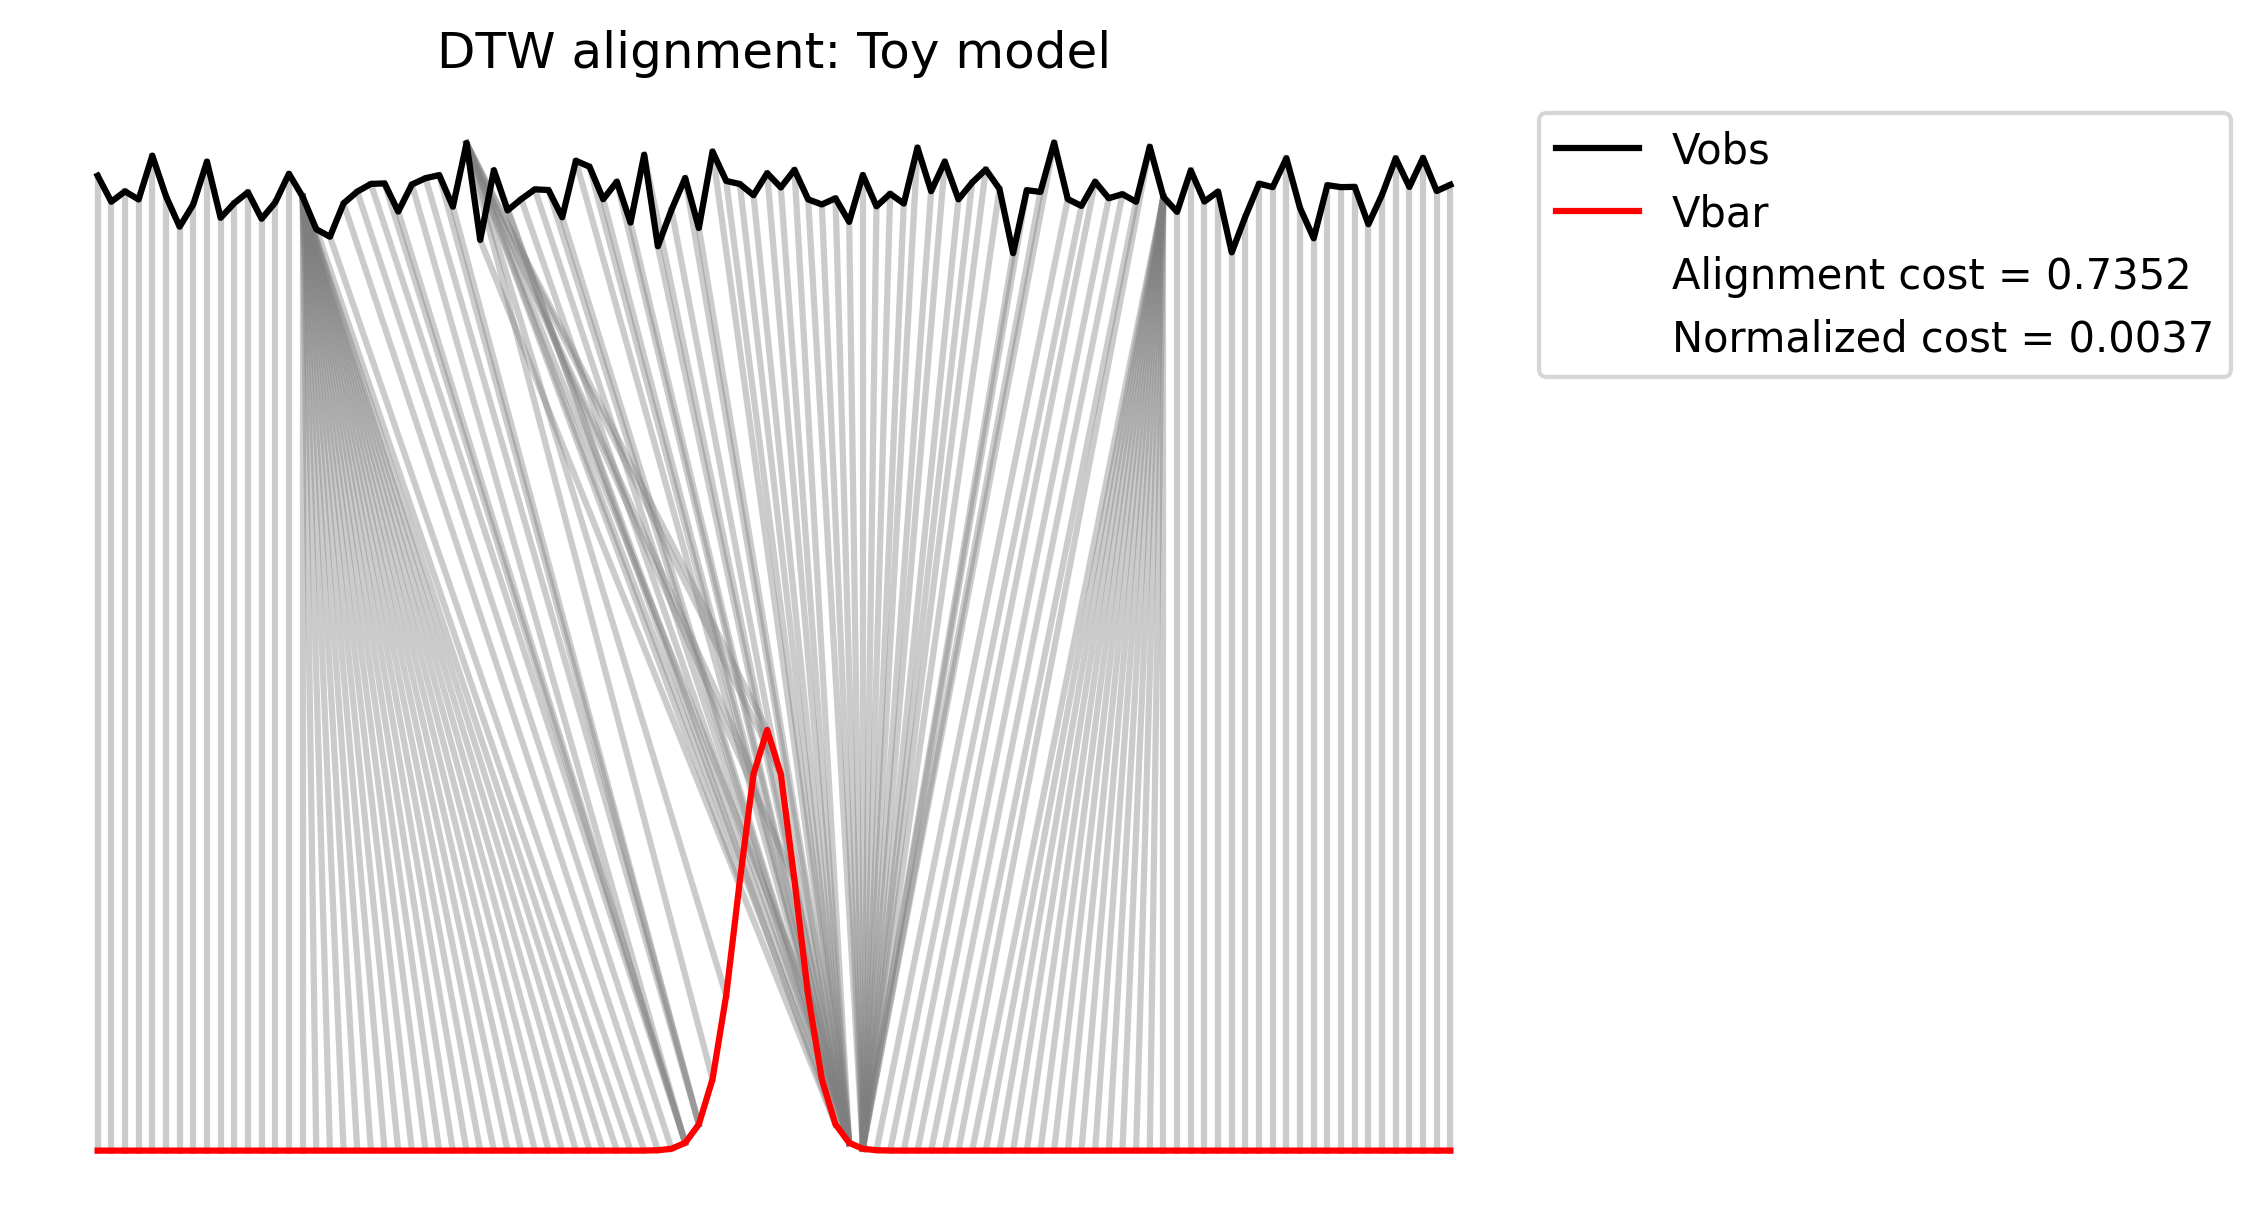 DTW alignment: Toy model
Vobs
Vbar
Alignment cost = 0.7352
Normalized cost = 0.0037